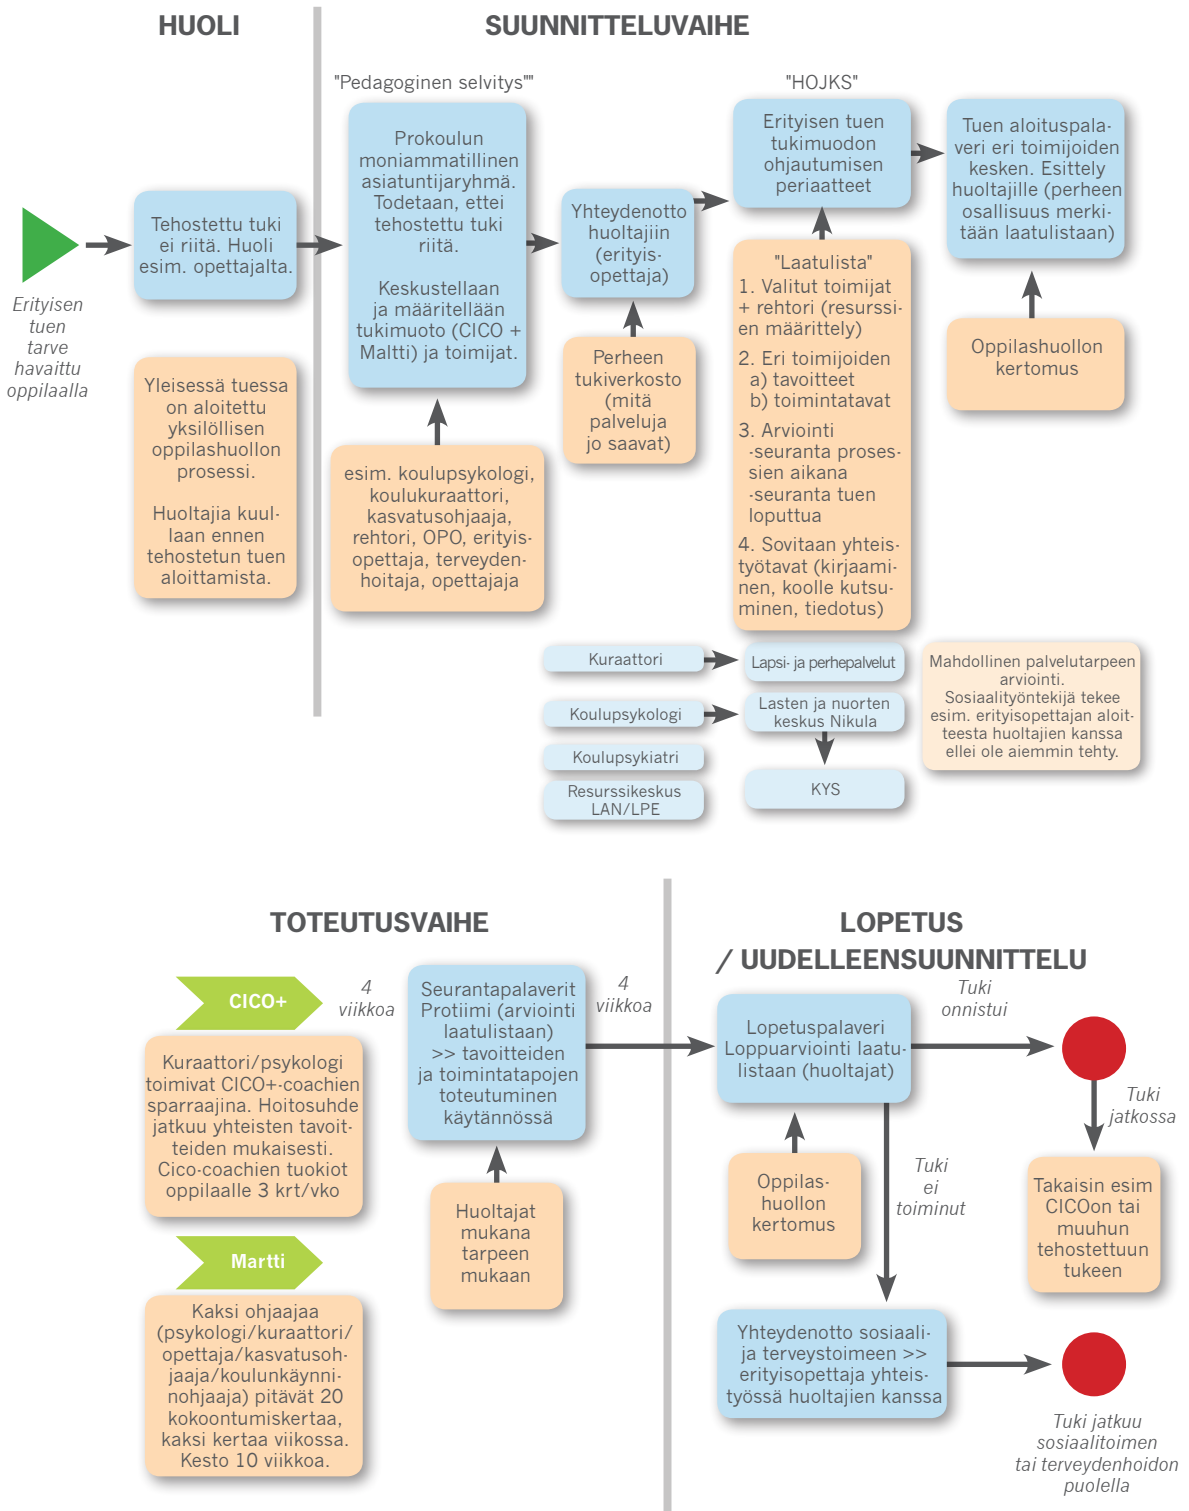 HUOLI
SUUNNITTELUVAIHE
"Pedagoginen selvitys""
"HOJKS"
Erityisen
tuen
tarve
havaittu
oppilaalla
Tehostettu tuki
ei riitä. Huoli
esim. opettajalta.
Yleisessä tuessa
on aloitettu
yksilöllisen
oppilashuollon
prosessi.
Huoltajia kuul-
laan ennen
tehostetun tuen
aloittamista.
Prokoulun
moniammatillinen
asiatuntijaryhmä.
Todetaan, ettei
tehostettu tuki
riitä.
Keskustellaan
ja määritellään
tukimuoto (CICO +
Maltti) ja toimijat.
esim. koulupsykologi,
koulukuraattori,
kasvatusohjaaja,
rehtori, OPO, erityis-
opettaja, terveyden-
hoitaja, opettajaja
Yhteydenotto
huoltajiin
(erityis-
opettaja)
Perheen
tukiverkosto
(mitä
palveluja
jo saavat)
Erityisen tuen
tukimuodon
ohjautumisen
periaatteet
"Laatulista"
1. Valitut toimijat
+ rehtori (resurssi-
en määrittely)
2. Eri toimijoiden
a) tavoitteet
b) toimintatavat
3. Arviointi
-seuranta proses-
sien aikana
-seuranta tuen
loputtua
4. Sovitaan yhteis-
työtavat (kirjaami-
nen, koolle kutsu-
minen, tiedotus)
Tuen aloituspala-
veri eri toimijoiden
kesken. Esittely
huoltajille (perheen
osallisuus merki-
tään laatulistaan)
Oppilashuollon
kertomus
Kuraattori
Lapsi- ja perhepalvelut
Koulupsykologi
Lasten ja nuorten
keskus Nikula
Koulupsykiatri
Resurssikeskus
LAN/LPE
KYS
Mahdollinen palvelutarpeen
arviointi.
Sosiaalityöntekijä tekee
esim. erityisopettajan aloit-
teesta huoltajien kanssa
ellei ole aiemmin tehty.
TOTEUTUSVAIHE
LOPETUS
/ UUDELLEENSUUNNITTELU
CICO+
4
viikkoa
Kuraattori/psykologi
toimivat CICO+-coachien
sparraajina. Hoitosuhde
jatkuu yhteisten tavoit-
teiden mukaisesti.
Cico-coachien tuokiot
oppilaalle 3 krt/vko
Martti
Kaksi ohjaajaa
(psykologi/kuraattori/
opettaja/kasvatusoh-
jaaja/koulunkäynni-
nohjaaja) pitävät 20
kokoontumiskertaa,
kaksi kertaa viikossa.
Kesto 10 viikkoa.
Seurantapalaverit
Protiimi (arviointi
laatulistaan)
>> tavoitteiden
ja toimintatapojen
toteutuminen
käytännössä
4
viikkoa
Huoltajat
mukana
tarpeen
mukaan
Lopetuspalaveri
Loppuarviointi laatu-
listaan (huoltajat)
Tuki
onnistui
Tuki
jatkossa
Oppilas-
huollon
kertomus
Tuki
ei
toiminut
Takaisin esim
CICOon tai
muuhun
tehostettuun
tukeen
Yhteydenotto sosiaali-
ja terveystoimeen >>
erityisopettaja yhteis-
työssä huoltajien kanssa
Tuki jatkuu
sosiaalitoimen
tai terveydenhoidon
puolella